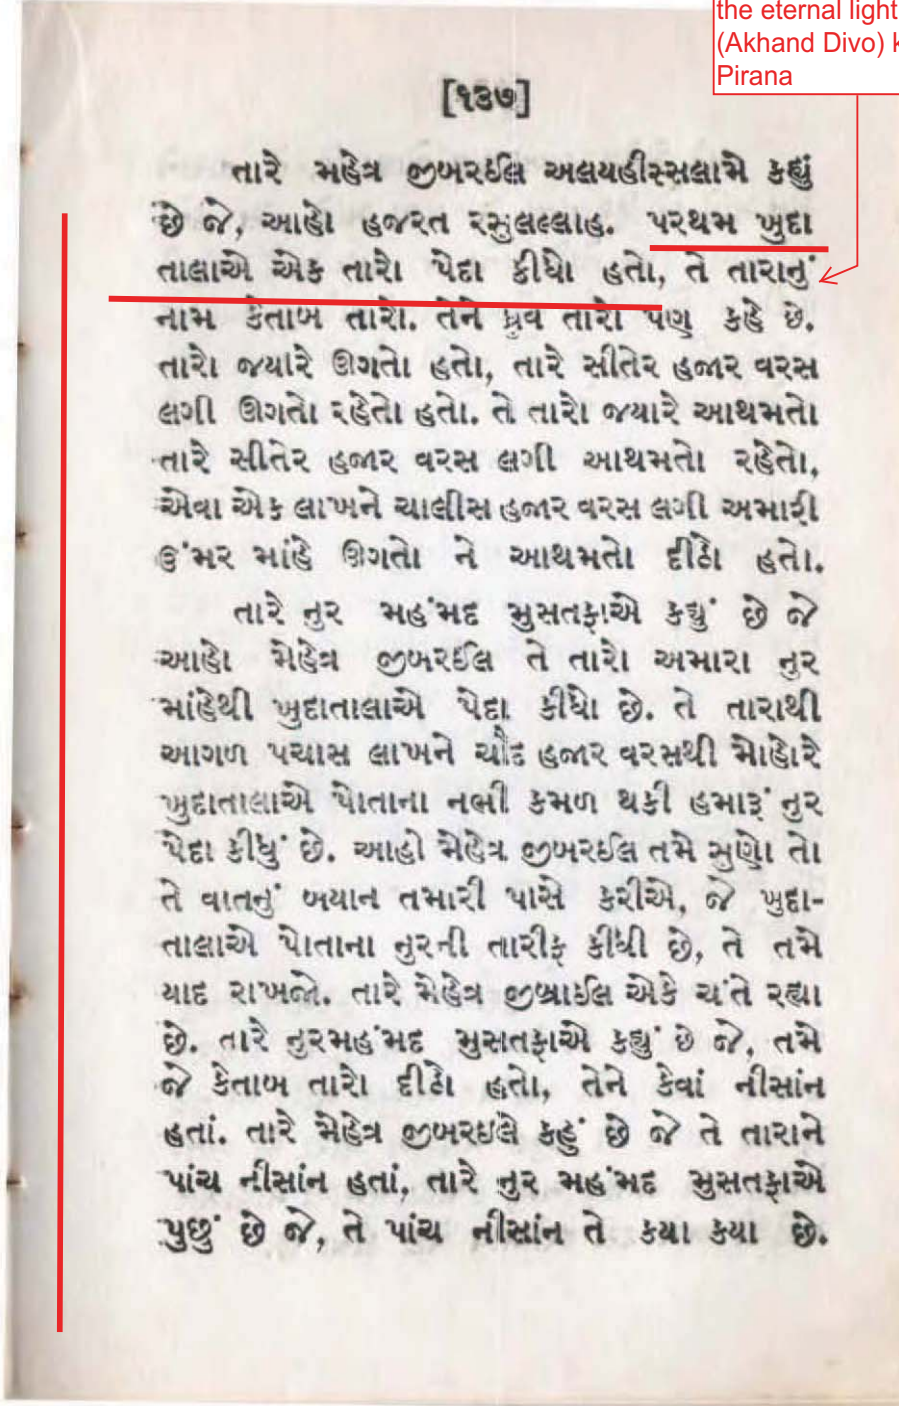 the eternal light
(Akhand Divo) k
Pirana
[૧૩૭]
તારે મહેત્ર જીબરઈલ અલયહીસ્સલામે કહ્યું
છે જે, આહો હજરત રસુલલ્લાહ. પરથમ ખુદા
તાલાએ એક તારો પેદા કીધો હતો, તે તારાનું
નામ કેતાબ તારો. તેને ધ્રુવ તારો પણ કહે છે.
તારો જયારે ઊગતો હતો, તારે સીતેર હજાર વરસ
લગી ઊગતો રહેતો હતો. તે તારો જયારે આથમતો
તારે સીતેર હજાર વરસ લગી આથમતો રહેતો,
એવા એક લાખને ચાલીસ હજાર વરસ લગી અમારી
ઉંમર માંહે ઊગતો ને આથમતો દીઠો હતો.
તારે નુર મહંમદ મુસતફાએ કહ્યું છે જે
આહો મેહેત્ર જીબરઈલ તે તારો અમારા નુર
માંહેથી ખુદાતાલાએ પેદા કીધો છે. તે તારાથી
આગળ પચાસ લાખને ચૌદ હજાર વરસથી મોહોરે
ખુદાતાલાએ પોતાના નભી કમળ થકી હમારૂં નુર
પેદા કીધું છે. આહો મેહેત્ર જીબરઈલ તમે સુણો તો
તે વાતનું બયાન તમારી પાસે કરીએ, જે ખુદા-
તાલાએ પોતાના નુરની તારીફ કીધી છે, તે તમે
યાદ રાખજો. તારે મેહેત્ર જીબ્રાઈલ એકે ચંતે રહ્યા
છે. તારે નુરમહંમદ મુસતફાએ કહ્યું છે જે, તમે
જે કેતાબ તારો દીઠો હતો, તેને કેવાં નીસાંન
હતાં. તારે મેહેત્ર જીબરઇલે કહું છે જે તે તારાને
પાંચ નીસાંન હતાં, તારે નુર મહંમદ મુસતફાએ
પુછું છે જે, તે પાંચ નીસાંન તે કયા કયા છે.